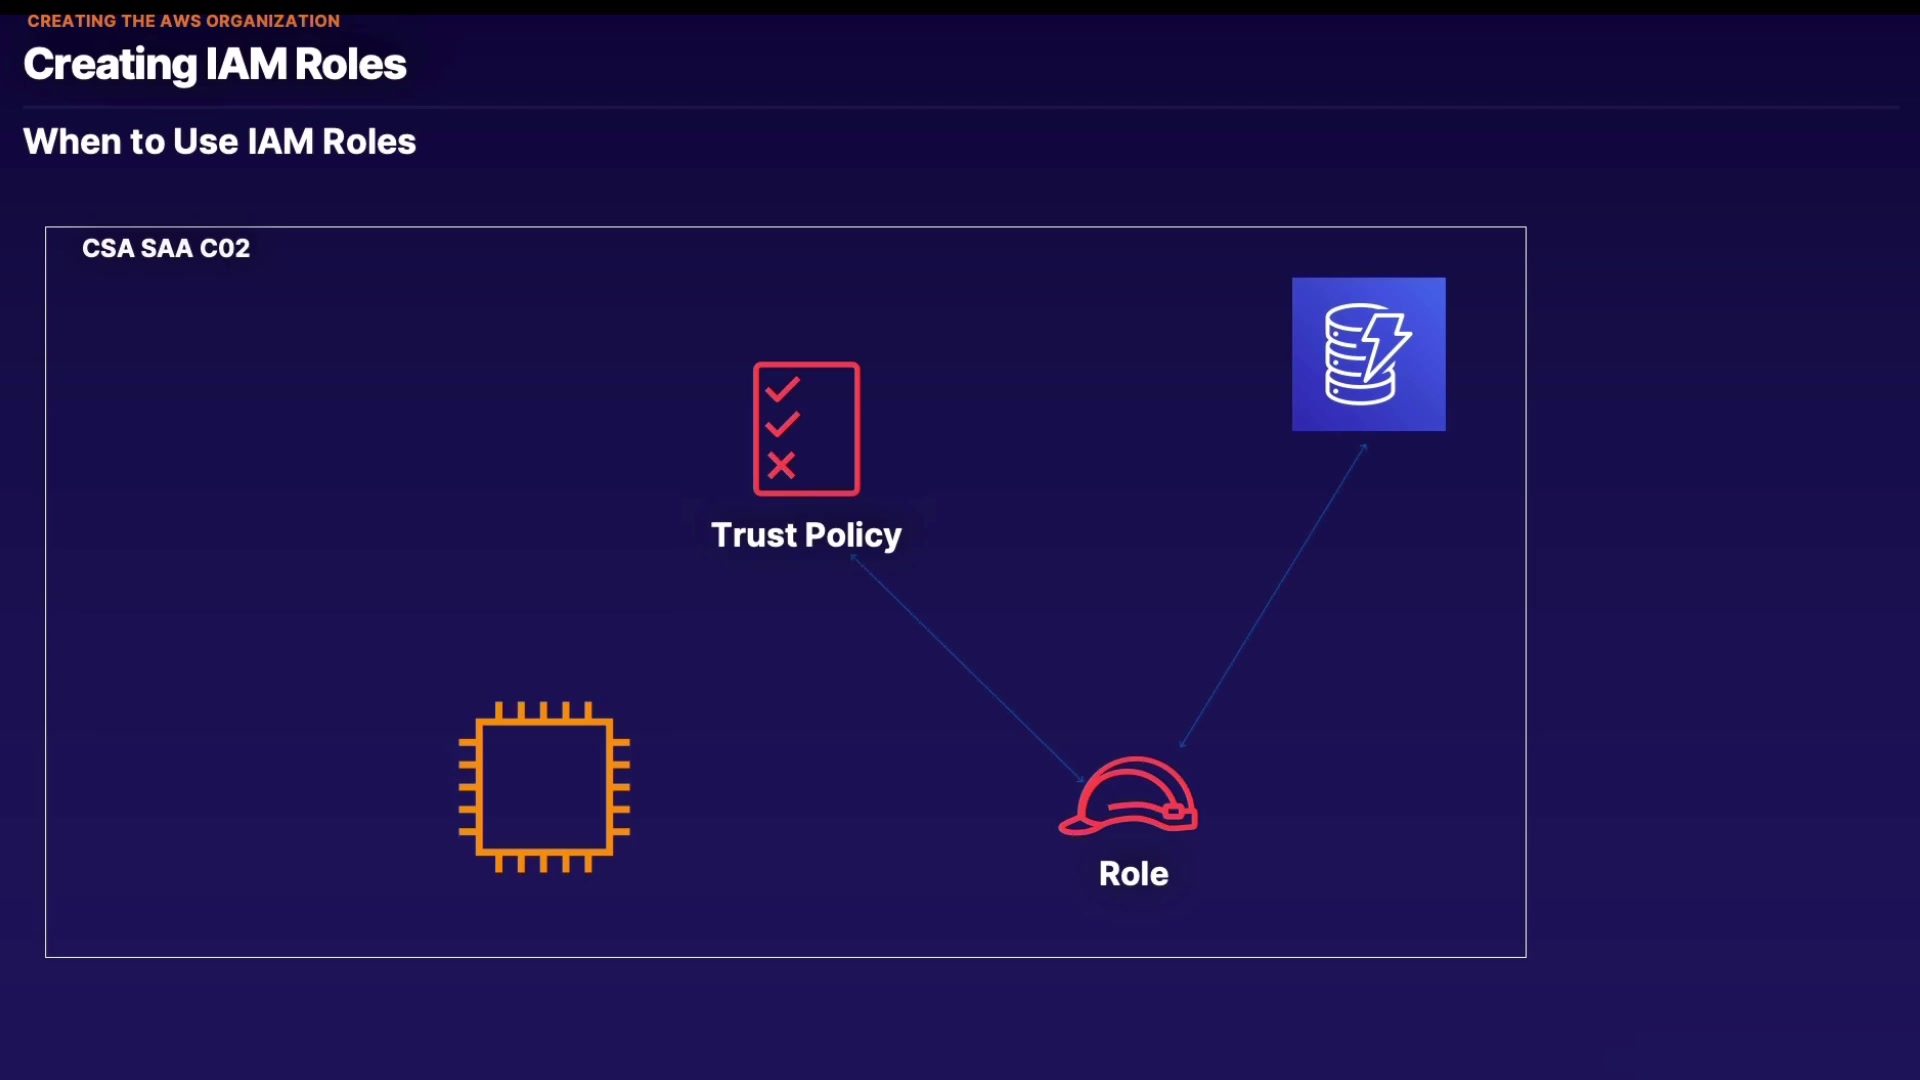 CREATING THE AWS ORGANIZATION
Creating IAM Roles
When to Use IAM Roles
CSA SAA C02
Trust Policy
Role